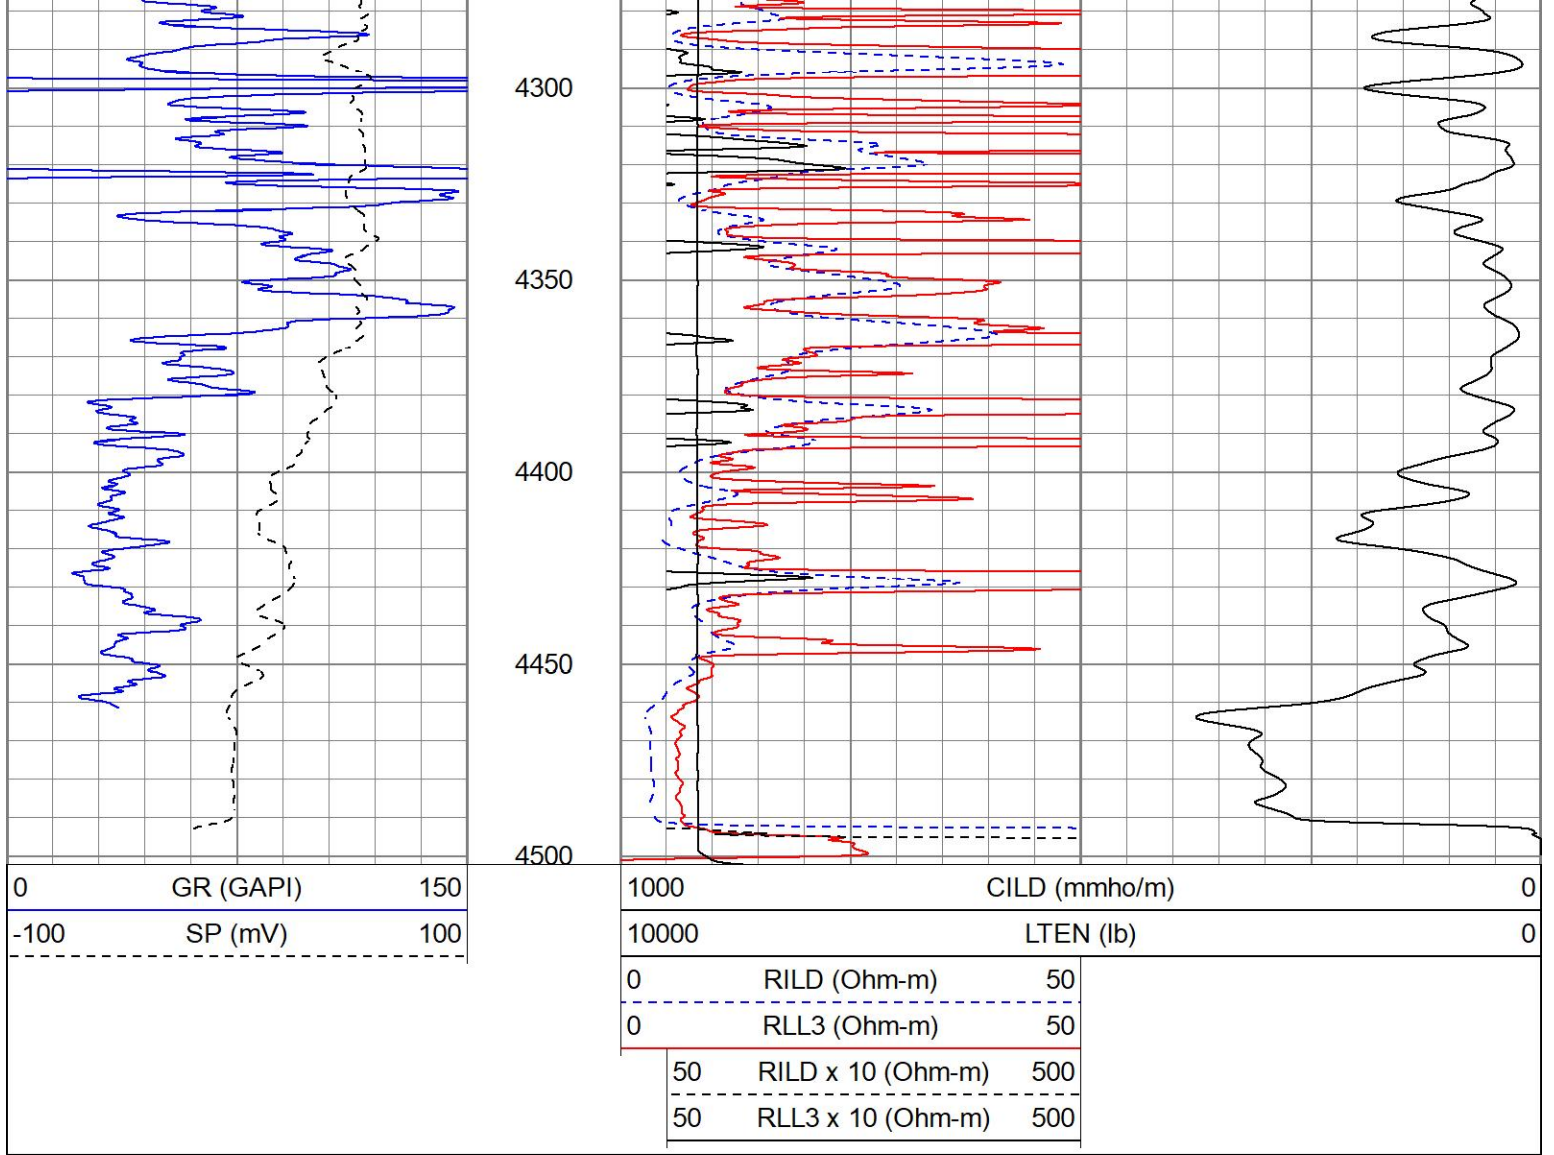 4300
4350
4400
4450
4500
0 GR (GAPI) 150
1000 CILD (mmho/m) 0
-100 SP (mV) 100
10000 LTEN (lb) 0
0 RILD (Ohm-m) 50
0 RLL3 (Ohm-m) 50
50 RILD x 10 (Ohm-m) 500
50 RLL3 x 10 (Ohm-m) 500